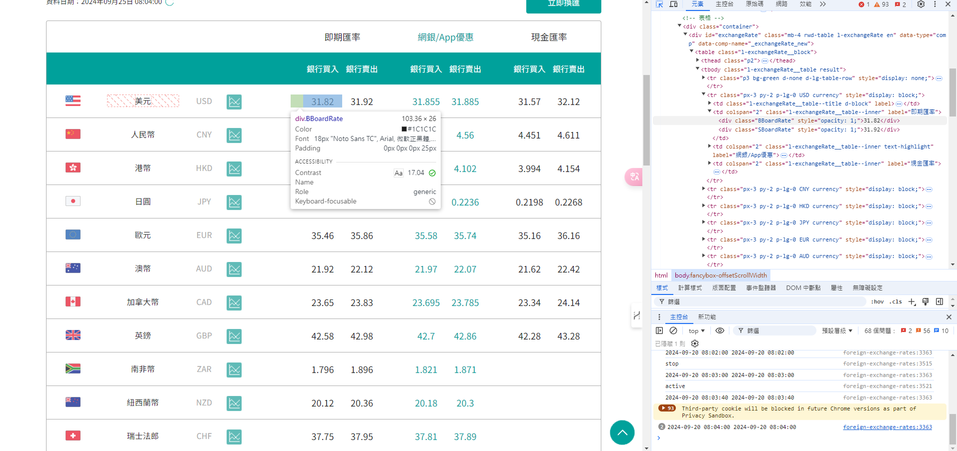 資料日期：2024年09月25日 08:04:00
立即換匯
即期匯率 網銀/App優惠 現金匯率
銀行買入 銀行賣出 銀行買入 銀行賣出 銀行買入 銀行賣出
美元 USD 31.82 31.92 31.855 31.885 31.57 32.12
人民幣 CNY 4.56 4.451 4.611
港幣 HKD 4.102 3.994 4.154
日圓 JPY 0.2236 0.2198 0.2268
歐元 EUR 35.46 35.86 35.58 35.74 35.16 36.16
澳幣 AUD 21.92 22.12 21.97 22.07 21.62 22.42
加拿大幣 CAD 23.65 23.83 23.695 23.785 23.34 24.14
英鎊 GBP 42.58 42.98 42.7 42.86 42.28 43.28
南非幣 ZAR 1.796 1.896 1.821 1.871
紐西蘭幣 NZD 20.12 20.36 20.18 20.3
瑞士法郎 CHF 37.75 37.95 37.81 37.89
div.BBoardRate 103.36 × 26
Color #1C1C1C
Font 18px "Noto Sans TC", Arial, 微軟正黑體...
Padding 0px 0px 0px 25px
ACCESSIBILITY
Contrast Aa 17.04
Name
Role generic
Keyboard-focusable
元素 主控台 原始碼 網路 效能 » 1 93 2
<!-- 表格 -->
<div class="container">
<div id="exchangeRate" class="mb-4 rwd-table l-exchangeRate en" data-type="com
p" data-comp-name="_exchangeRate_new">
<table class="l-exchangeRate__block">
<thead class="p2">⋯</thead>
<tbody class="l-exchangeRate__table result">
<tr class="p3 bg-green d-none d-lg-table-row" style="display: none;">⋯
</tr>
<tr class="px-3 py-2 p-lg-0 USD currency" style="display: block;">
<td class="l-exchangeRate__table--title d-block" label>⋯</td>
<td colspan="2" class="l-exchangeRate__table--inner" label="即期匯率">
<div class="BBoardRate" style="opacity: 1;">31.82</div>
<div class="SBoardRate" style="opacity: 1;">31.92</div>
</td>
<td colspan="2" class="l-exchangeRate__table--inner text-highlight"
label="網銀/App優惠">⋯</td>
<td colspan="2" class="l-exchangeRate__table--inner" label="現金匯率">
⋯</td>
</tr>
<tr class="px-3 py-2 p-lg-0 CNY currency" style="display: block;">⋯
</tr>
<tr class="px-3 py-2 p-lg-0 HKD currency" style="display: block;">⋯
</tr>
<tr class="px-3 py-2 p-lg-0 JPY currency" style="display: block;">⋯
</tr>
<tr class="px-3 py-2 p-lg-0 EUR currency" style="display: block;">⋯
</tr>
<tr class="px-3 py-2 p-lg-0 AUD currency" style="display: block;">⋯
</tr>
html body.fancybox-offsetScrollWidth
樣式 計算樣式 版面配置 事件監聽器 DOM 中斷點 屬性 無障礙設定
篩選 :hov .cls
主控台 新功能
top 篩選 預設層級 68 個問題： 2 56 10
已隱藏 1 則
2024-09-20 08:02:00 2024-09-20 08:02:00 foreign-exchange-rates:3363
stop foreign-exchange-rates:3515
2024-09-20 08:03:00 2024-09-20 08:03:00 foreign-exchange-rates:3363
active foreign-exchange-rates:3521
2024-09-20 08:03:40 2024-09-20 08:03:40 foreign-exchange-rates:3363
93 Third-party cookie will be blocked in future Chrome versions as part of
Privacy Sandbox.
2 2024-09-20 08:04:00 2024-09-20 08:04:00 foreign-exchange-rates:3363